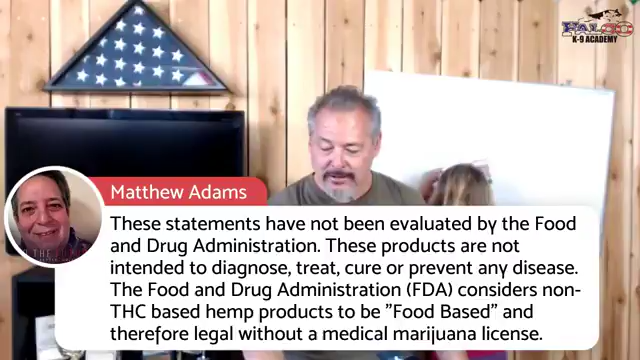 FALCO
K-9 ACADEMY
Matthew Adams
These statements have not been evaluated by the Food
and Drug Administration. These products are not
intended to diagnose, treat, cure or prevent any disease.
The Food and Drug Administration (FDA) considers non-
THC based hemp products to be "Food Based" and
therefore legal without a medical marijuana license.